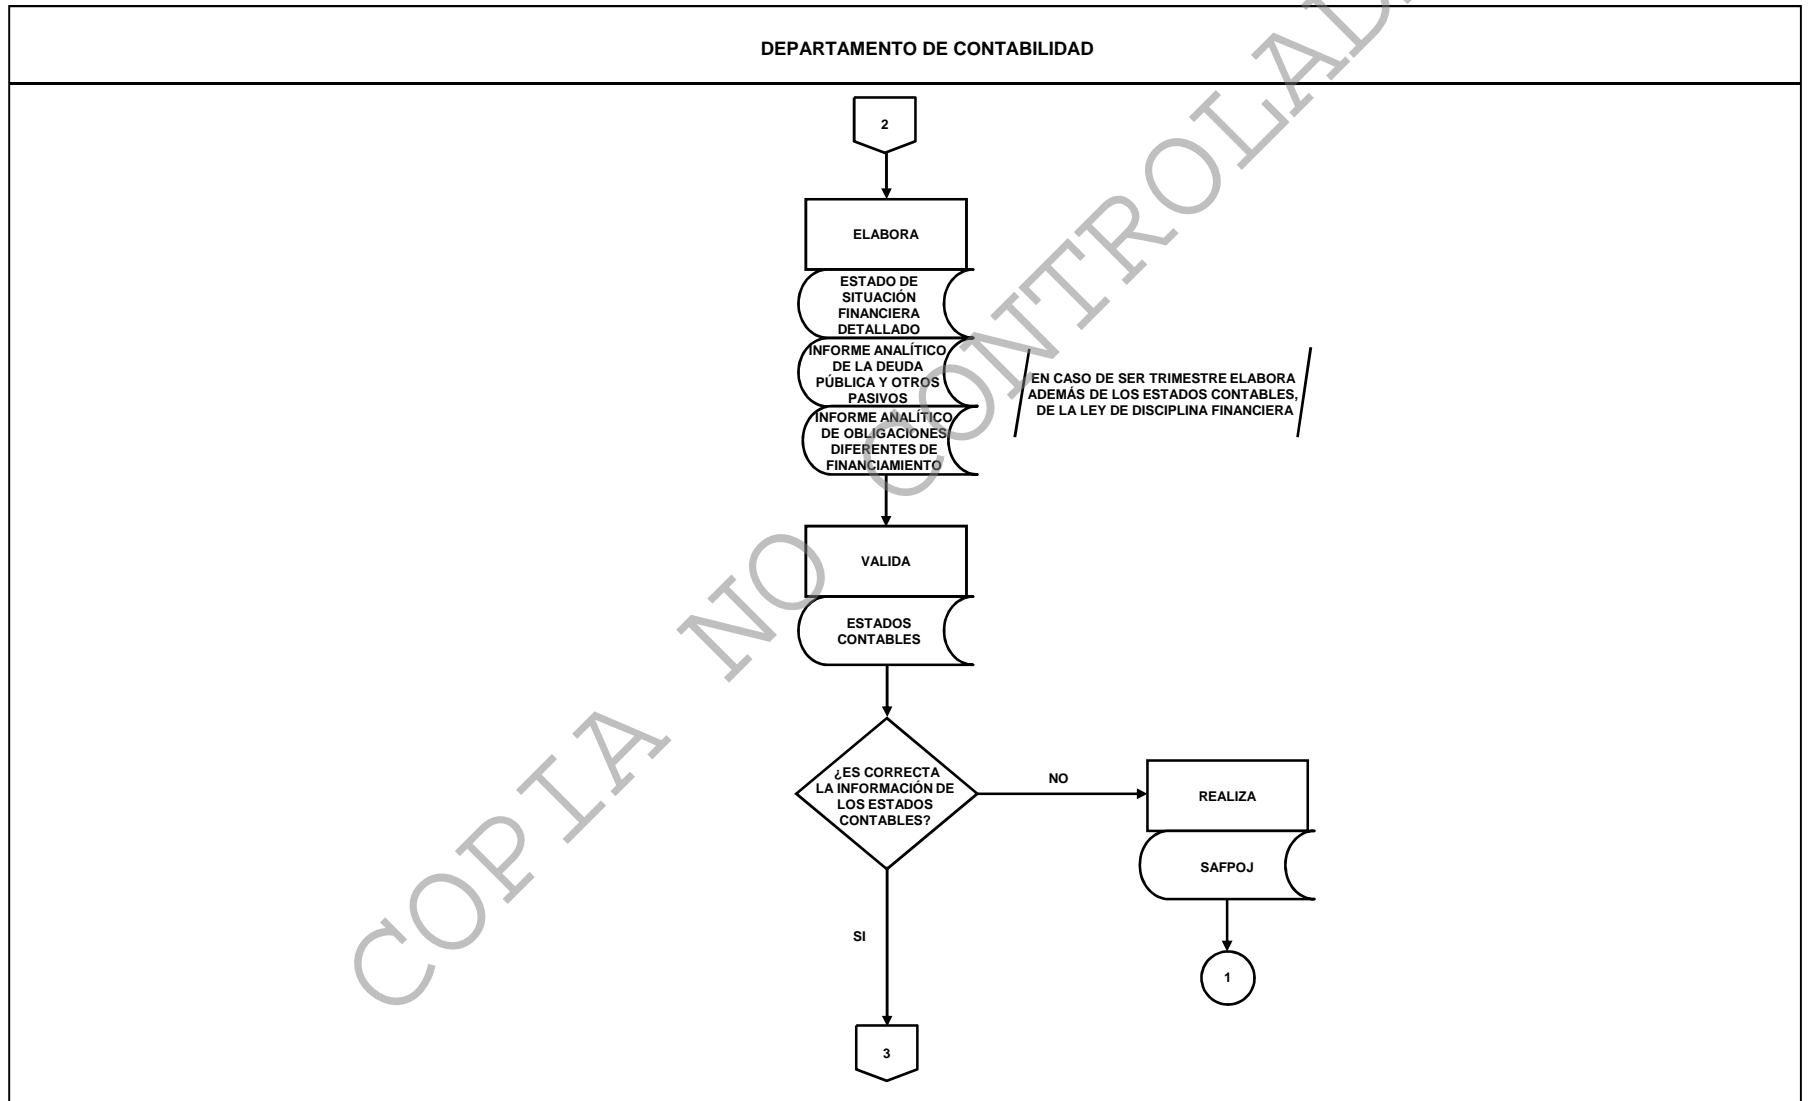 DEPARTAMENTO DE CONTABILIDAD
2
ELABORA
ESTADO DE
SITUACIÓN
FINANCIERA
DETALLADO
INFORME ANALÍTICO
DE LA DEUDA
PÚBLICA Y OTROS
PASIVOS
INFORME ANALÍTICO
DE OBLIGACIONES
DIFERENTES DE
FINANCIAMIENTO
EN CASO DE SER TRIMESTRE ELABORA
ADEMÁS DE LOS ESTADOS CONTABLES,
DE LA LEY DE DISCIPLINA FINANCIERA
VALIDA
ESTADOS
CONTABLES
¿ES CORRECTA
LA INFORMACIÓN DE
LOS ESTADOS
CONTABLES?
NO
REALIZA
SAFPOJ
1
SI
3
COPIA NO CONTROLAD